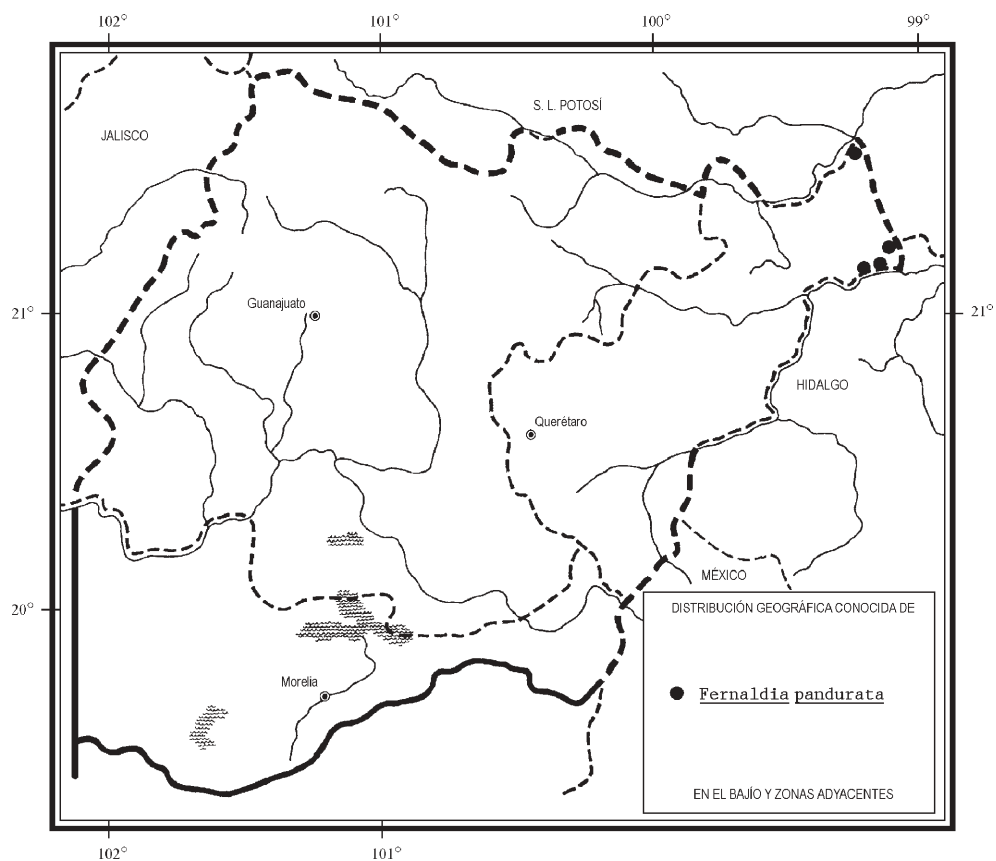 102° 101° 100° 99°
S. L. POTOSÍ
JALISCO
Guanajuato
21° 21°
HIDALGO
Querétaro
MÉXICO
20°
DISTRIBUCIÓN GEOGRÁFICA CONOCIDA DE
Morelia
Fernaldia pandurata
EN EL BAJÍO Y ZONAS ADYACENTES
102° 101°